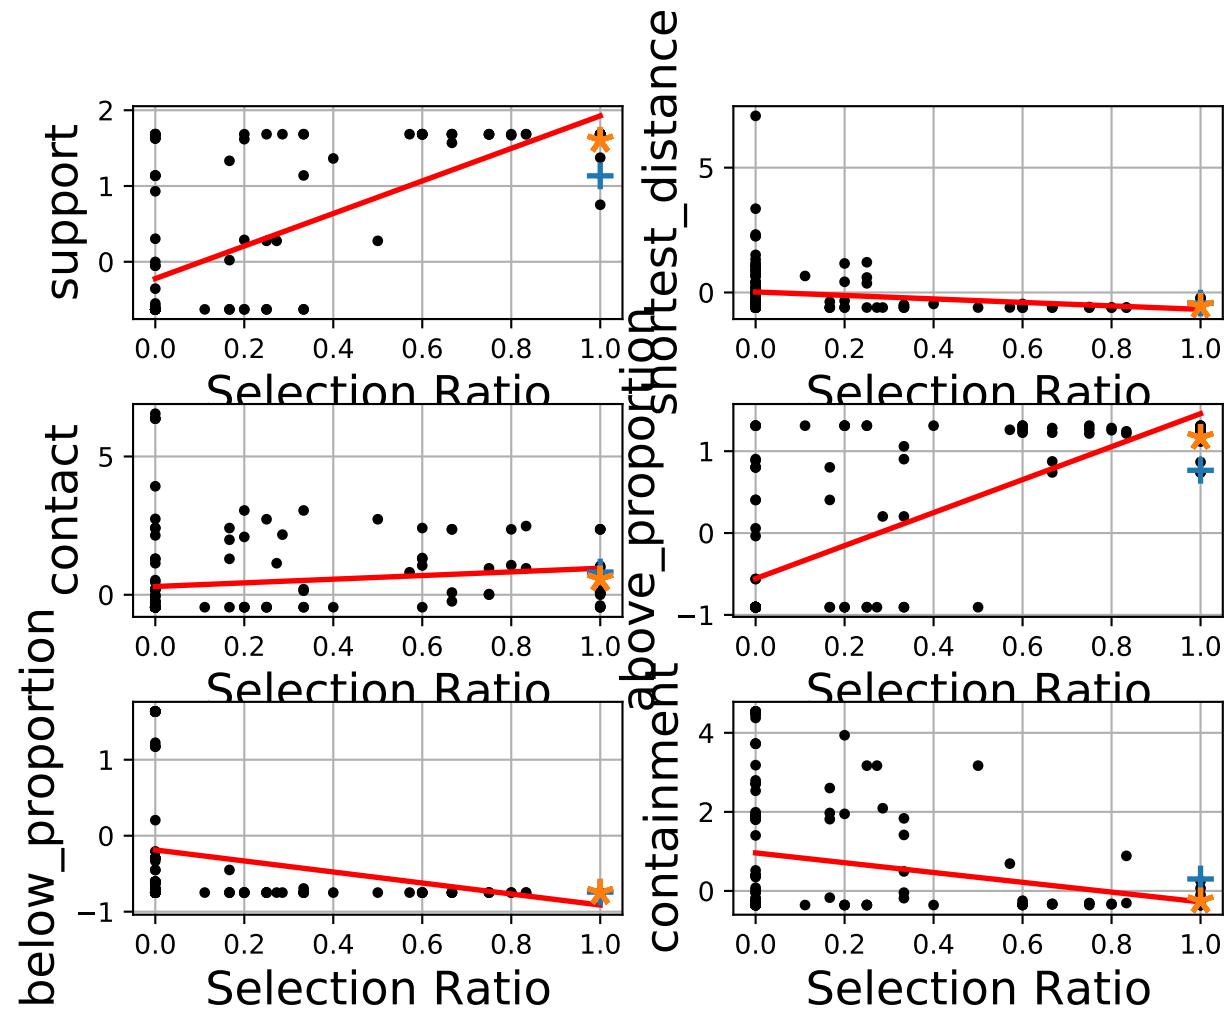 support
2
1
0
0.0 0.2 0.4 0.6 0.8 1.0
Selection Ratio
shortest_distance
5
0
0.0 0.2 0.4 0.6 0.8 1.0
Selection Ratio
contact
5
0
0.0 0.2 0.4 0.6 0.8 1.0
Selection Ratio
above_proportion
1
0
−1
0.0 0.2 0.4 0.6 0.8 1.0
Selection Ratio
below_proportion
1
0
−1
0.0 0.2 0.4 0.6 0.8 1.0
Selection Ratio
containment
4
2
0
0.0 0.2 0.4 0.6 0.8 1.0
Selection Ratio